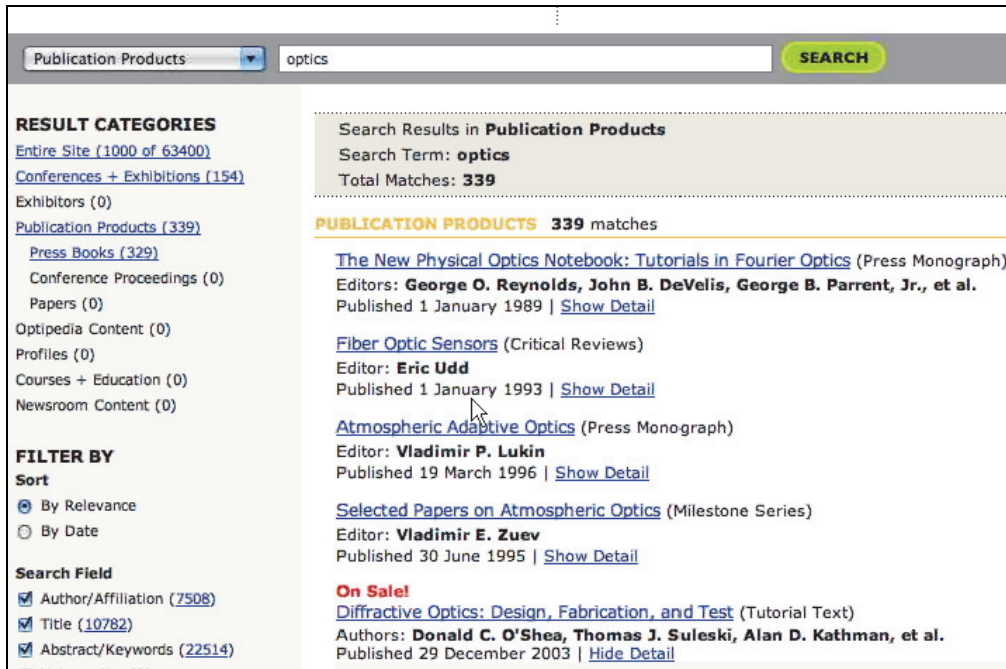 Publication Products
optics
SEARCH
RESULT CATEGORIES
Entire Site (1000 of 63400)
Conferences + Exhibitions (154)
Exhibitors (0)
Publication Products (339)
Press Books (329)
Conference Proceedings (0)
Papers (0)
Optipedia Content (0)
Profiles (0)
Courses + Education (0)
Newsroom Content (0)
FILTER BY
Sort
By Relevance
By Date
Search Field
Author/Affiliation (7508)
Title (10782)
Abstract/Keywords (22514)
Search Results in Publication Products
Search Term: optics
Total Matches: 339
PUBLICATION PRODUCTS 339 matches
The New Physical Optics Notebook: Tutorials in Fourier Optics (Press Monograph)
Editors: George O. Reynolds, John B. DeVelis, George B. Parrent, Jr., et al.
Published 1 January 1989 | Show Detail
Fiber Optic Sensors (Critical Reviews)
Editor: Eric Udd
Published 1 January 1993 | Show Detail
Atmospheric Adaptive Optics (Press Monograph)
Editor: Vladimir P. Lukin
Published 19 March 1996 | Show Detail
Selected Papers on Atmospheric Optics (Milestone Series)
Editor: Vladimir E. Zuev
Published 30 June 1995 | Show Detail
On Sale!
Diffractive Optics: Design, Fabrication, and Test (Tutorial Text)
Authors: Donald C. O'Shea, Thomas J. Suleski, Alan D. Kathman, et al.
Published 29 December 2003 | Hide Detail